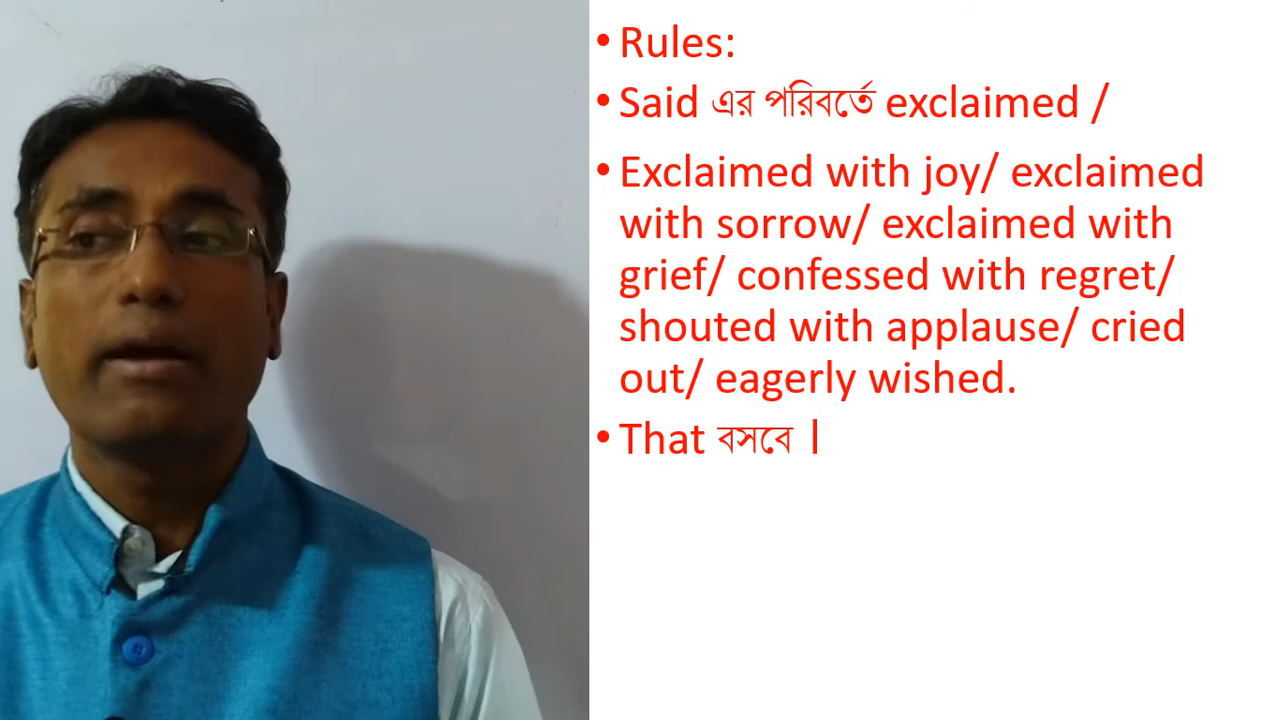 • Rules:
• Said এর পরিবর্তে exclaimed /
• Exclaimed with joy/ exclaimed
with sorrow/ exclaimed with
grief/ confessed with regret/
shouted with applause/ cried
out/ eagerly wished.
• That বসবে ।